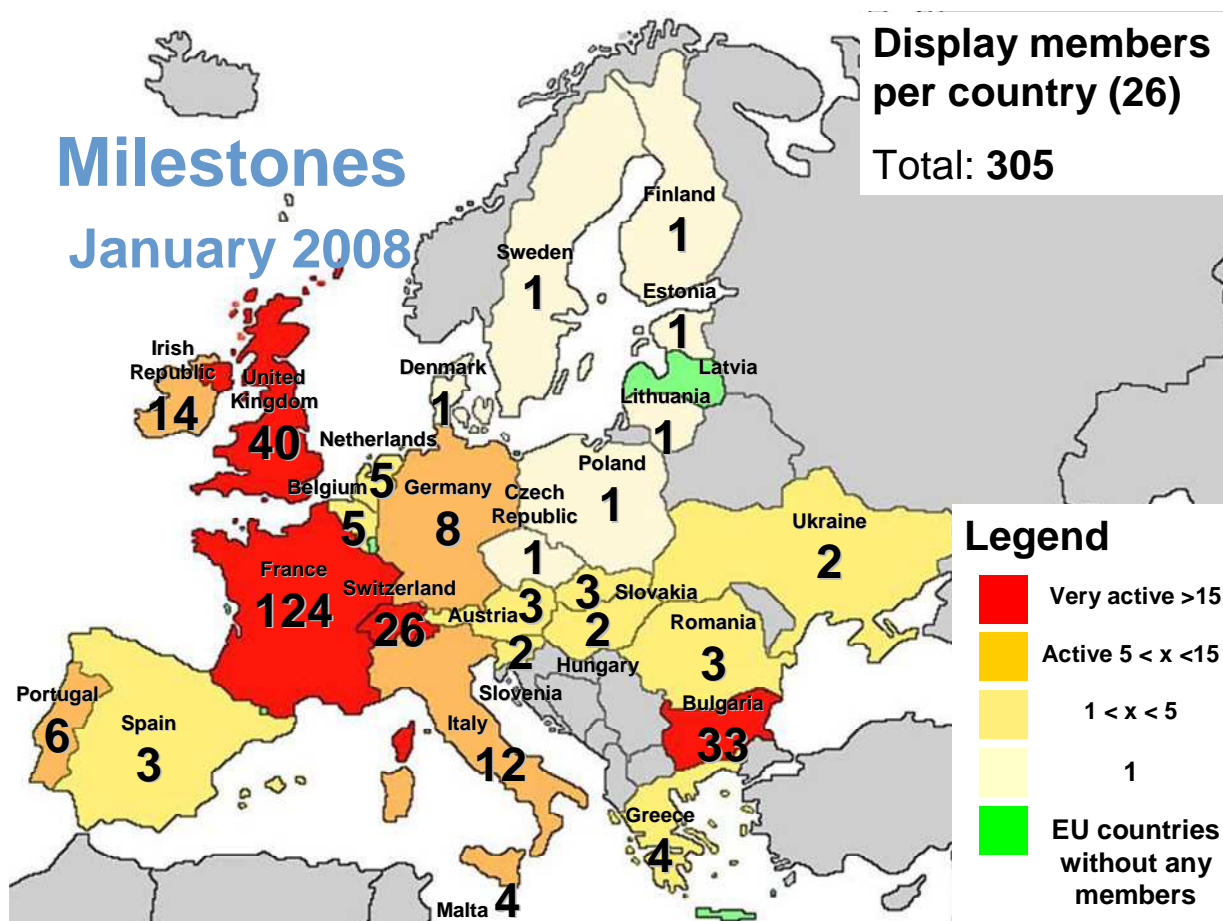 Display members
per country (26)
Total: 305
Milestones
January 2008
Finland
1
Sweden
1
Estonia
1
Irish
Republic
14
United
Kingdom
40
Denmark
1
Latvia
Lithuania
1
Netherlands
5
Belgium
5
Germany
8
Poland
1
Czech
Republic
1
Ukraine
2
France
124
Switzerland
26
Austria
3
3
Slovakia
2
Hungary
2
Slovenia
Romania
3
Bulgaria
33
Portugal
6
Spain
3
Italy
12
Greece
4
Malta
4
Legend
Very active >15
Active 5 < x <15
1 < x < 5
1
EU countries
without any
members